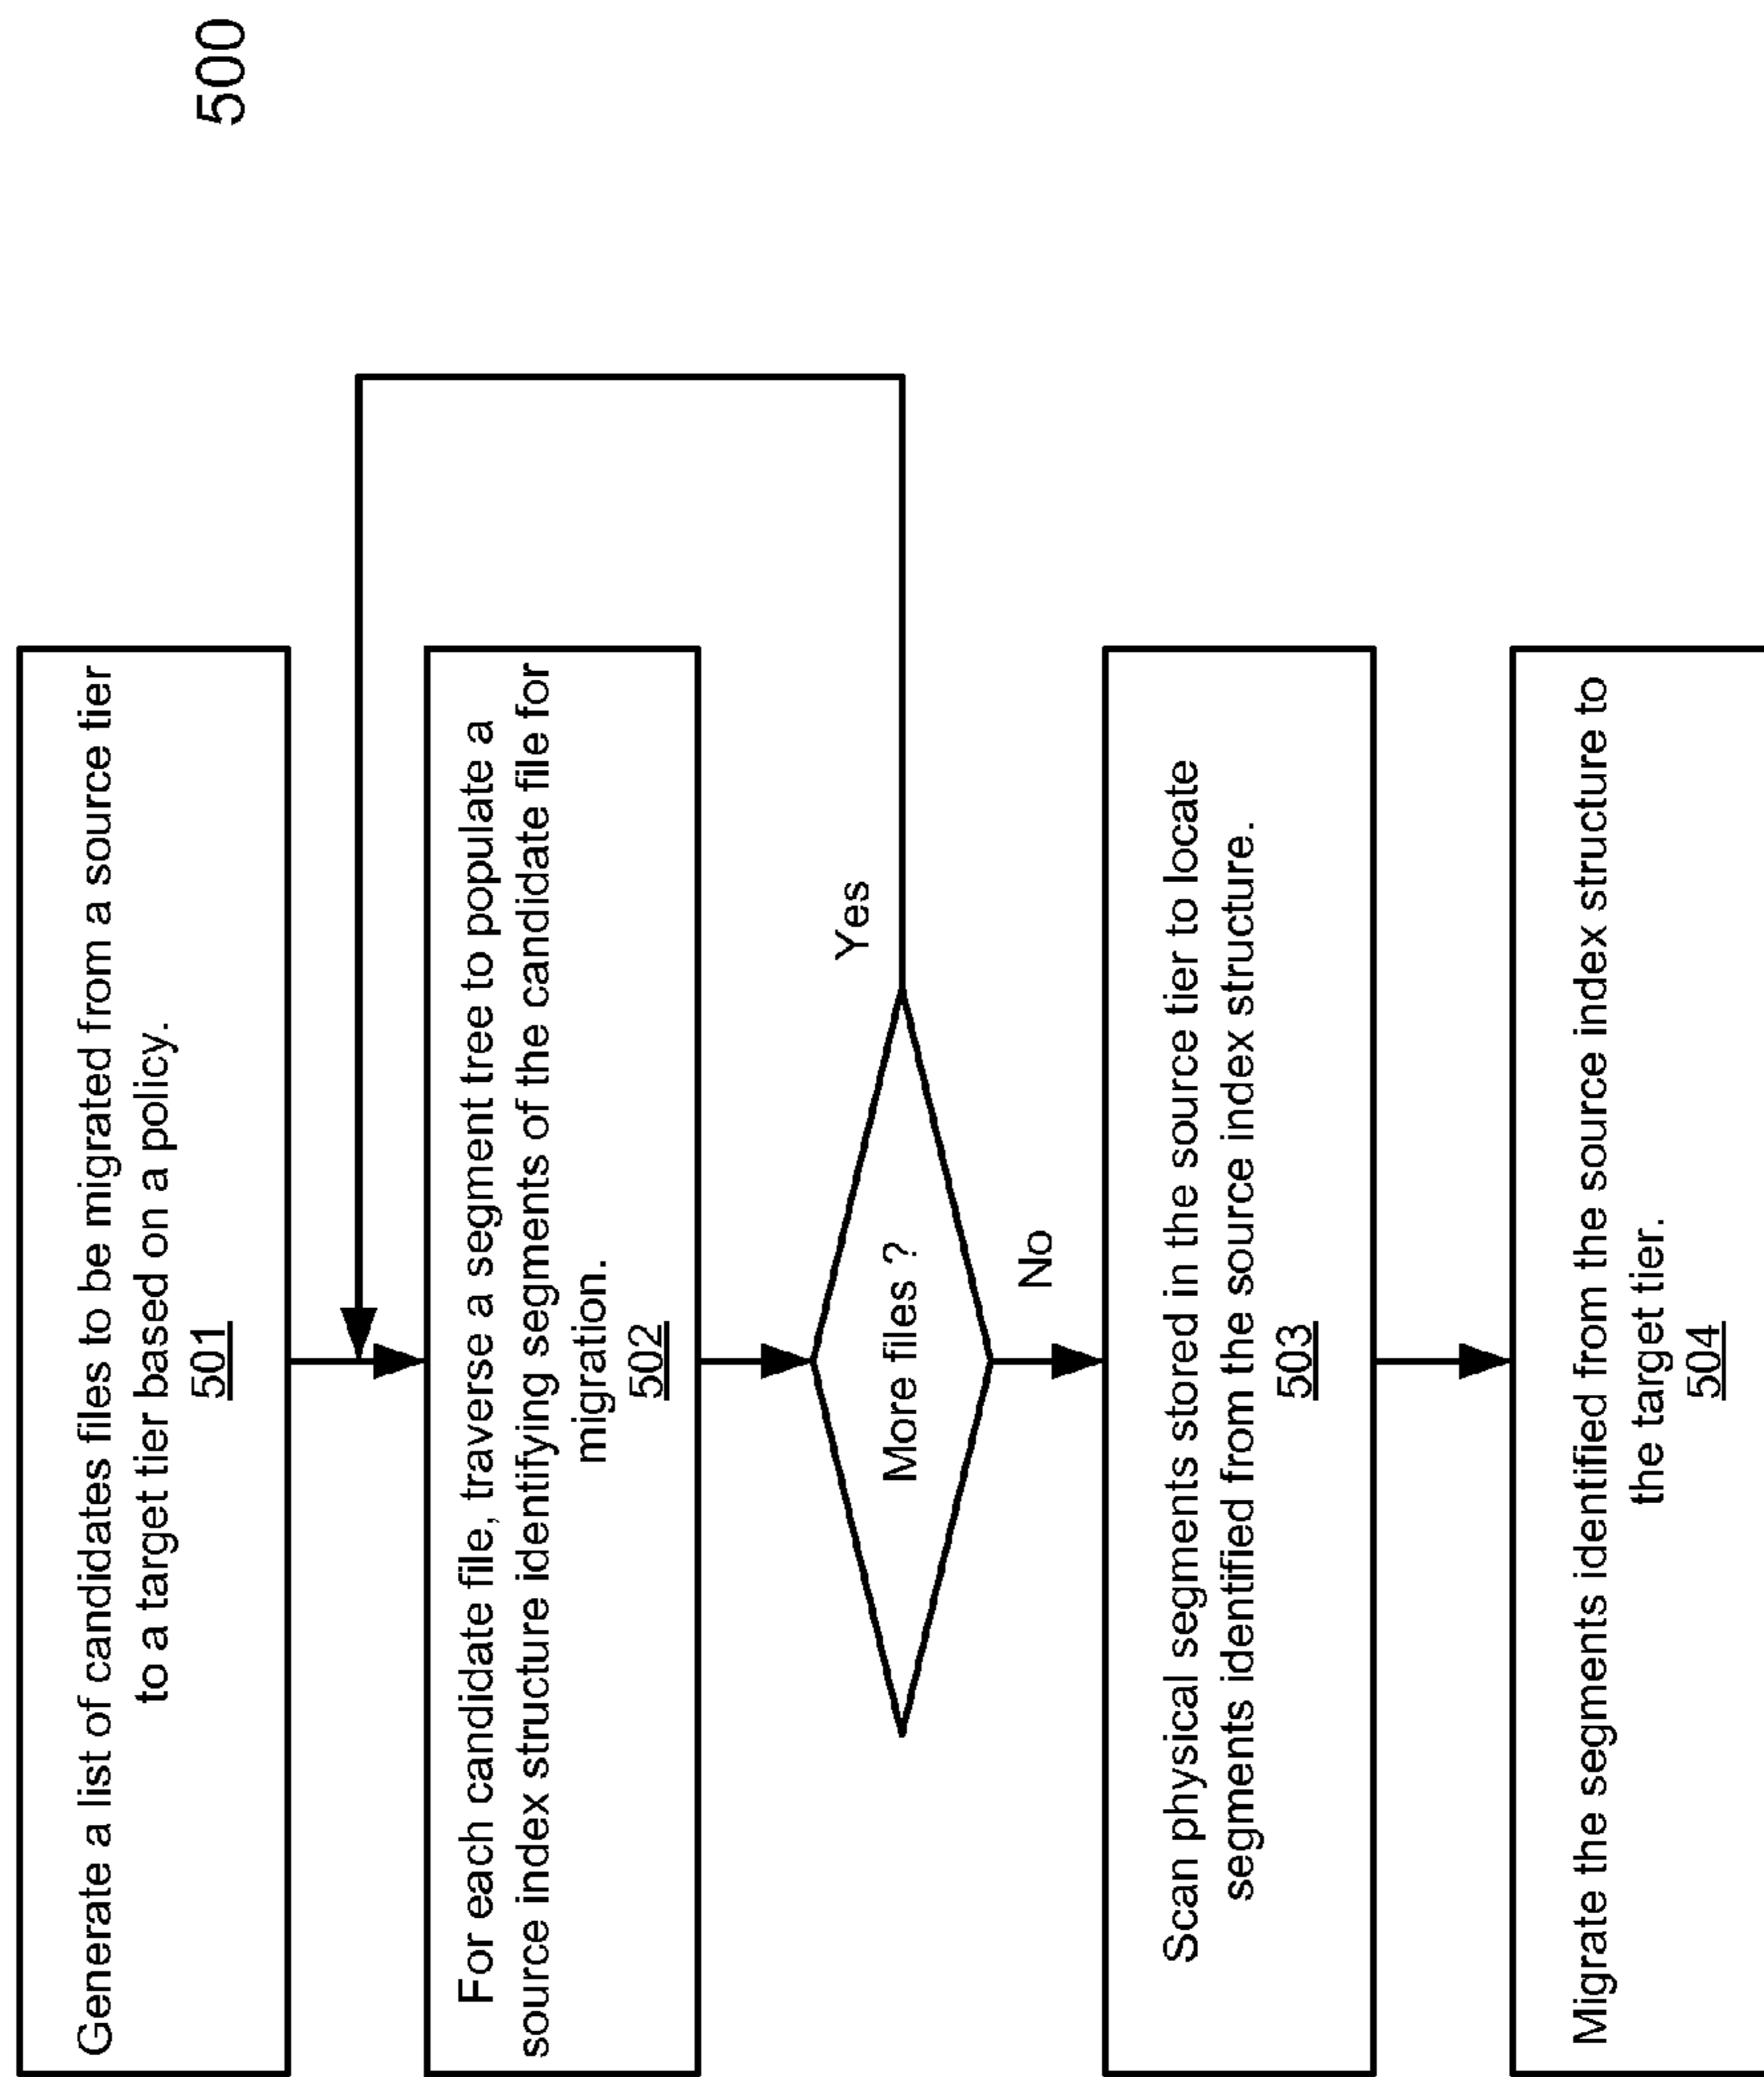 500
Generate a list of candidates files to be migrated from a source tier
to a target tier based on a policy.
501
For each candidate file, traverse a segment tree to populate a
source index structure identifying segments of the candidate file for
migration.
502
More files ?
Yes
No
Scan physical segments stored in the source tier to locate
segments identified from the source index structure.
503
Migrate the segments identified from the source index structure to
the target tier.
504